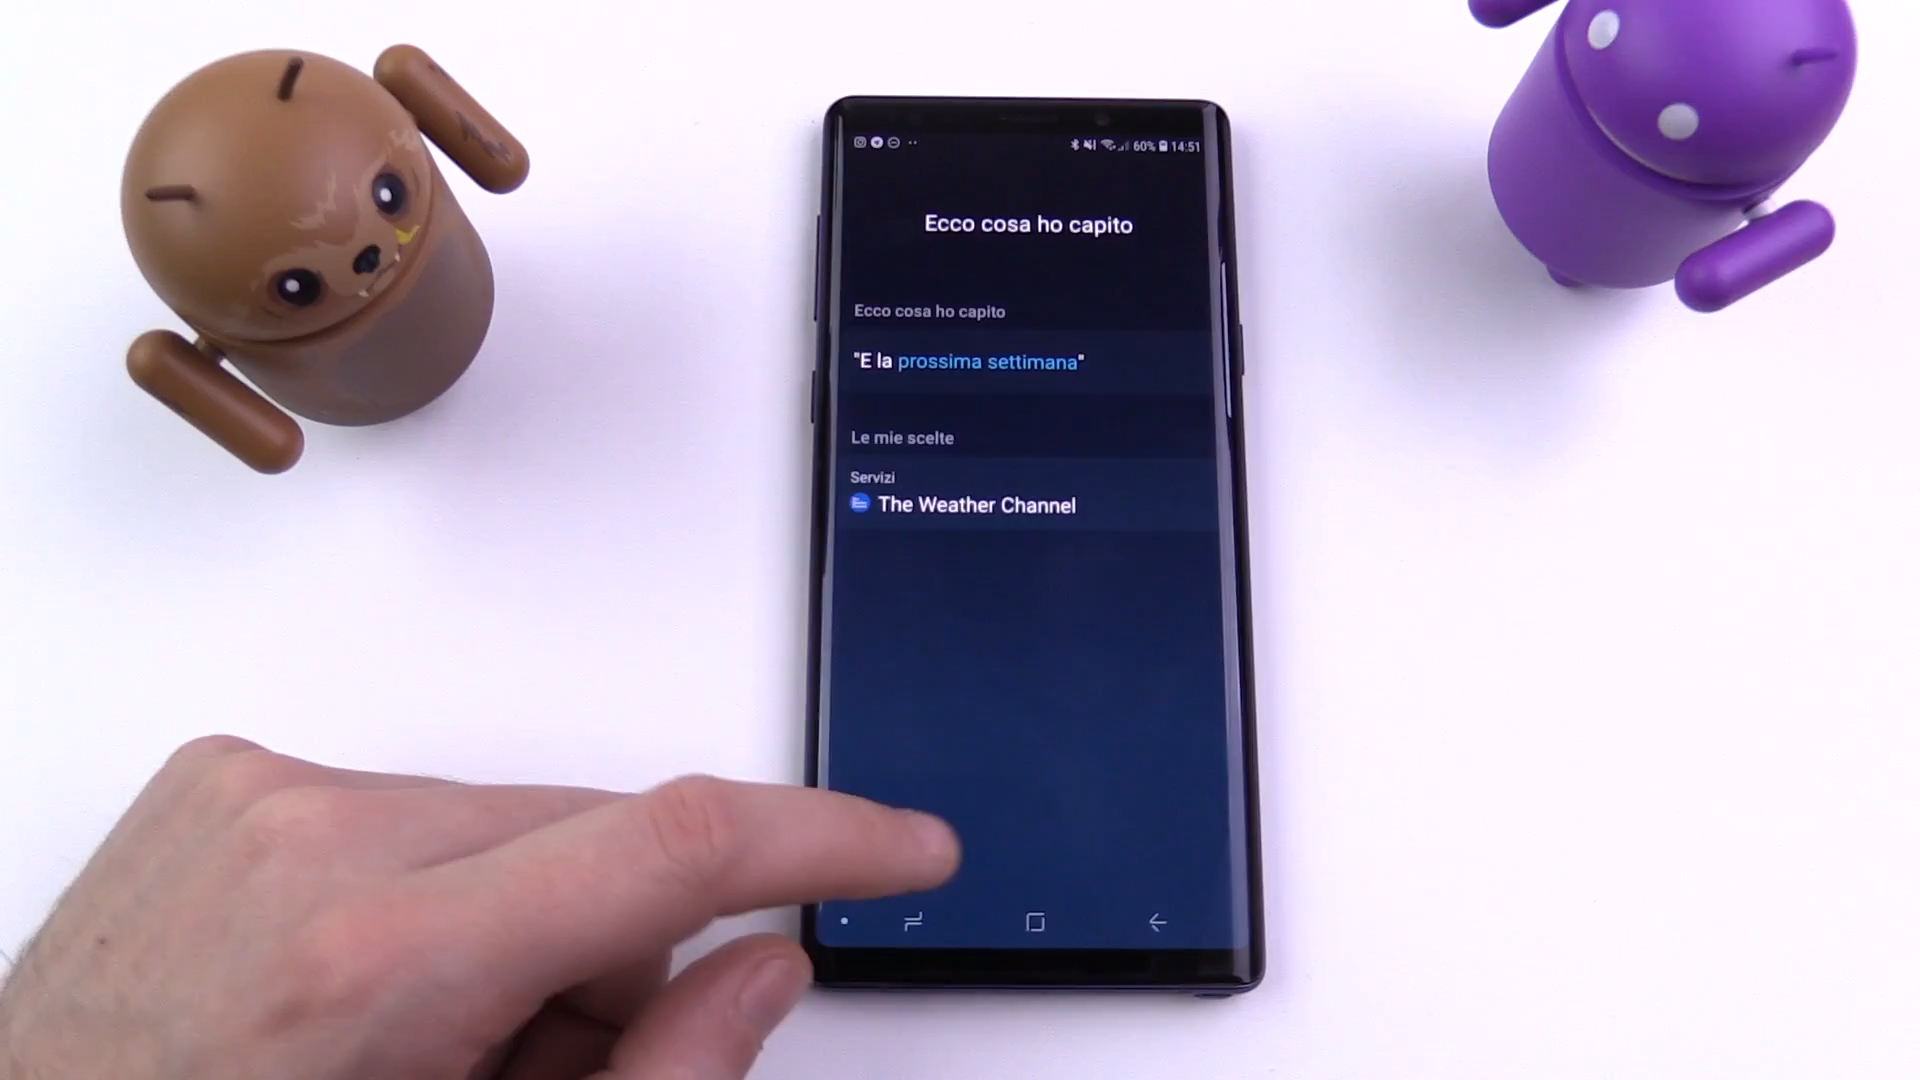 60% 14:51
Ecco cosa ho capito
Ecco cosa ho capito
"E la prossima settimana"
Le mie scelte
Servizi
The Weather Channel